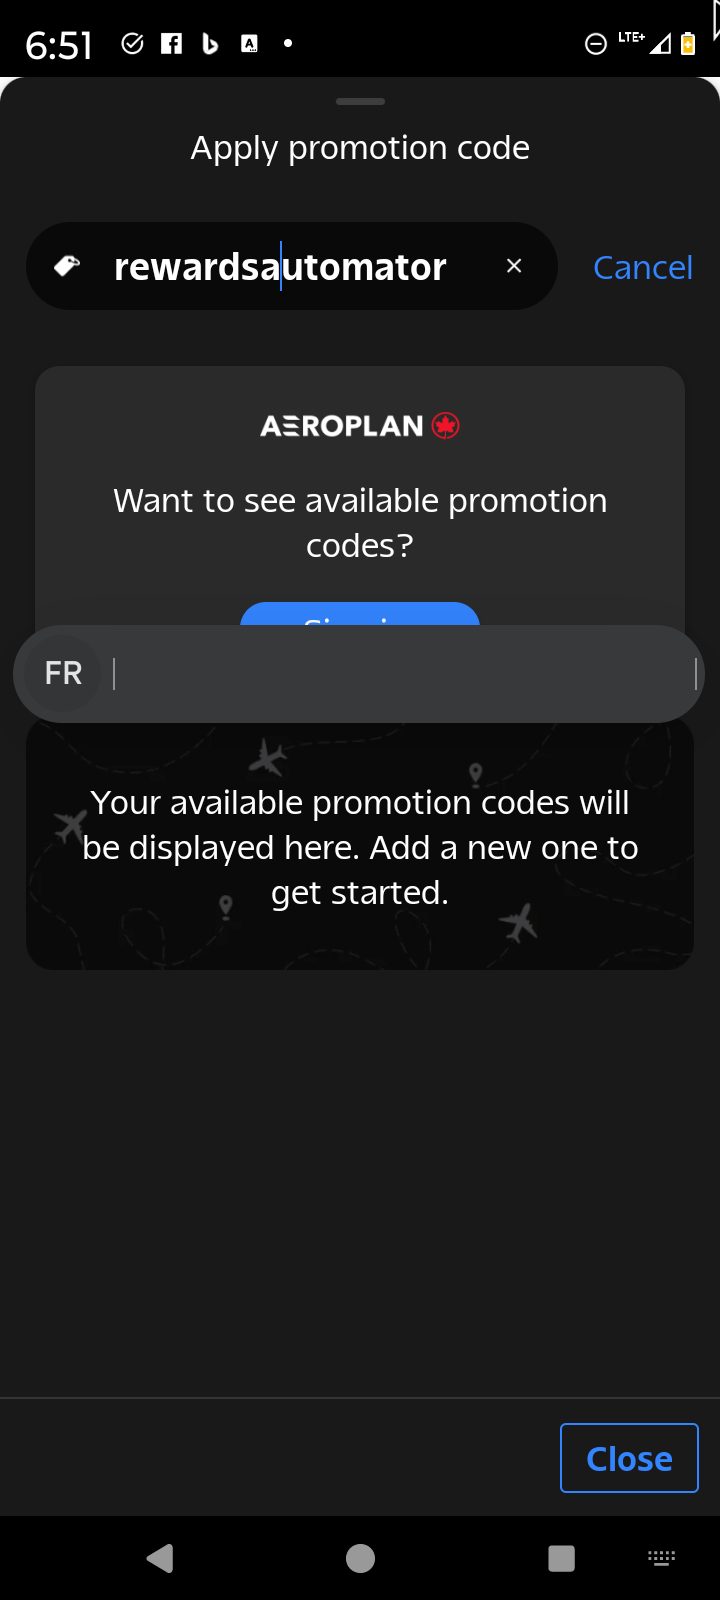 6:51
LTE+
Apply promotion code
rewardsautomator
Cancel
AEROPLAN
Want to see available promotion
codes?
FR
Your available promotion codes will
be displayed here. Add a new one to
get started.
Close